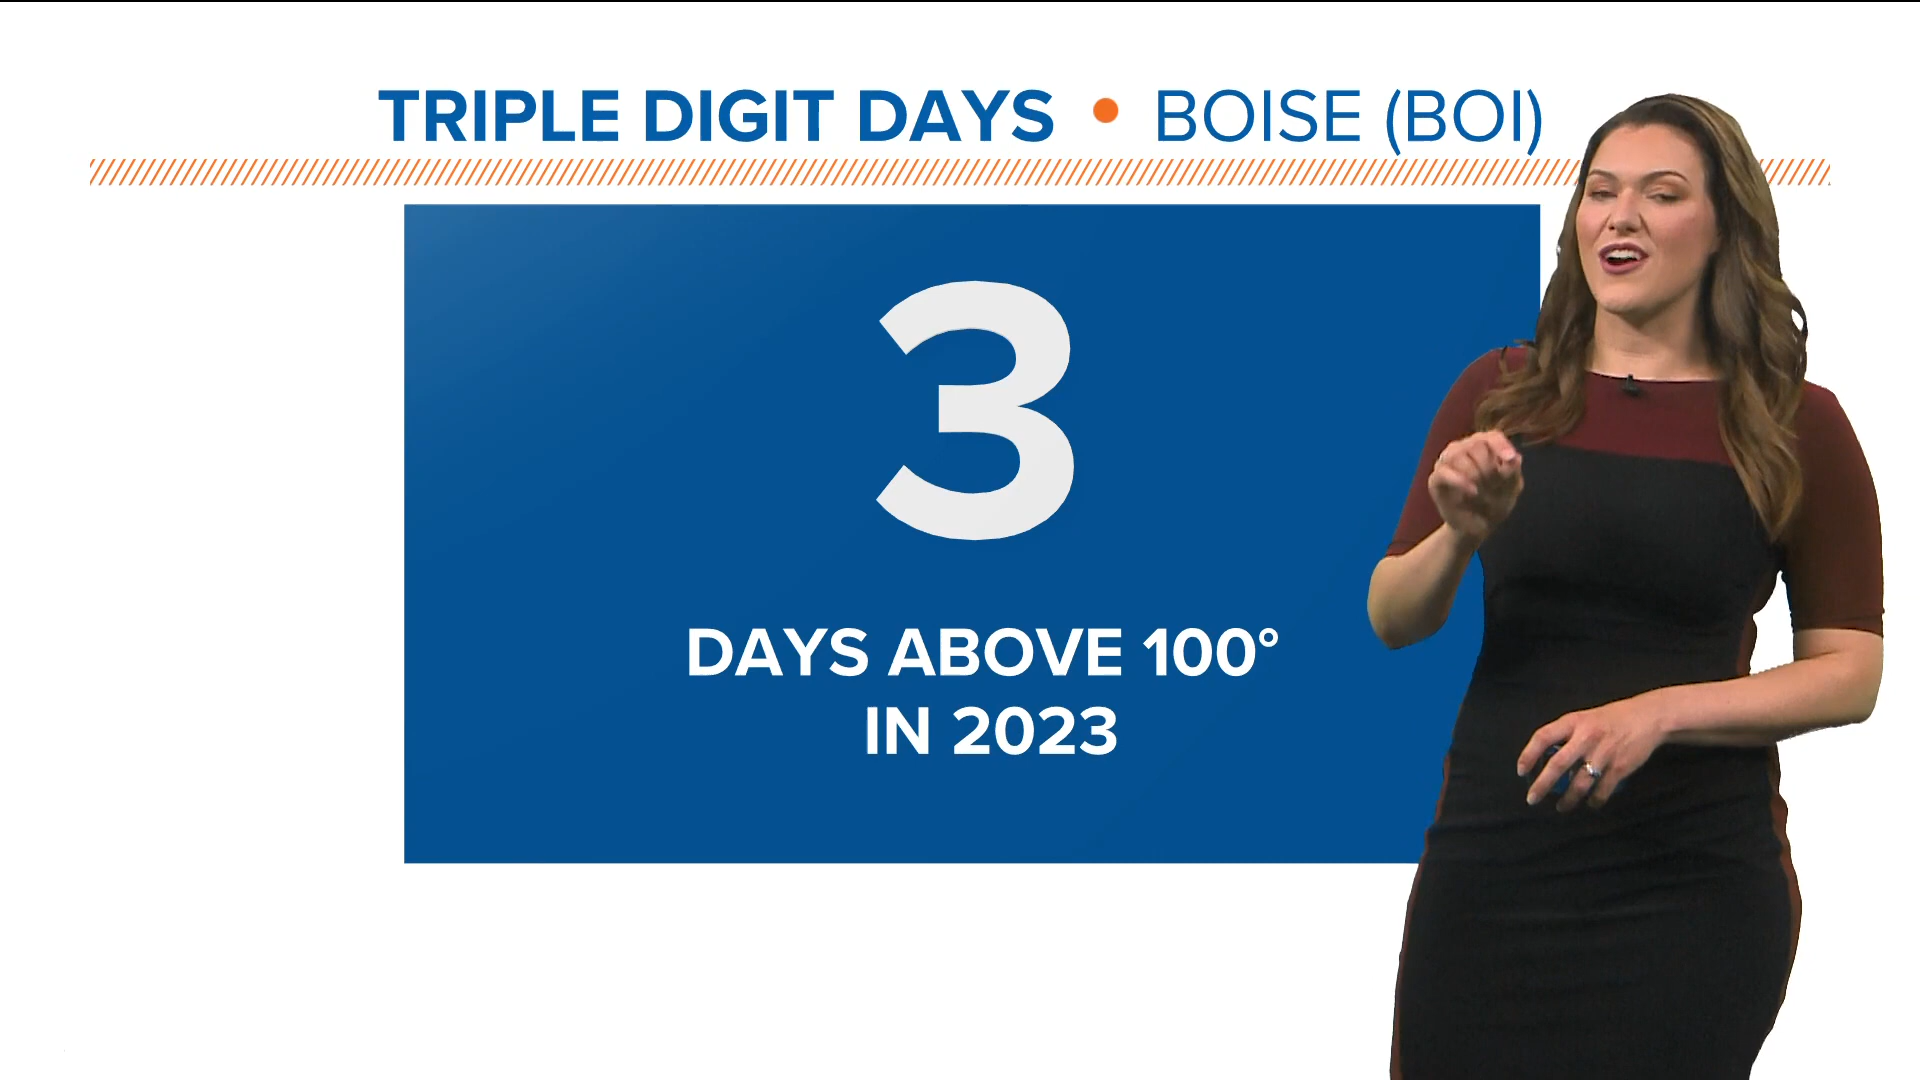 TRIPLE DIGIT DAYS • BOISE (BOI)
3
DAYS ABOVE 100°
IN 2023